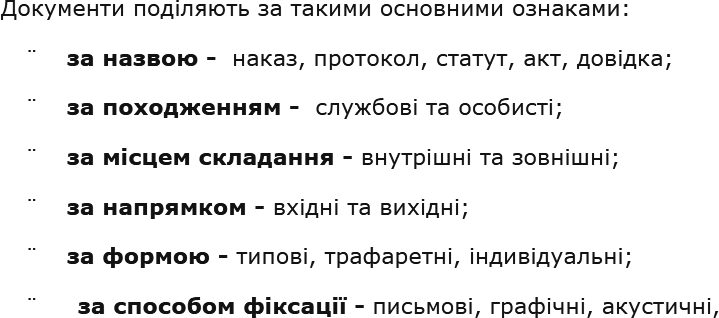 Документи поділяють за такими основними ознаками:
¨ за назвою - наказ, протокол, статут, акт, довідка;
¨ за походженням - службові та особисті;
¨ за місцем складання - внутрішні та зовнішні;
¨ за напрямком - вхідні та вихідні;
¨ за формою - типові, трафаретні, індивідуальні;
¨ за способом фіксації - письмові, графічні, акустичні,